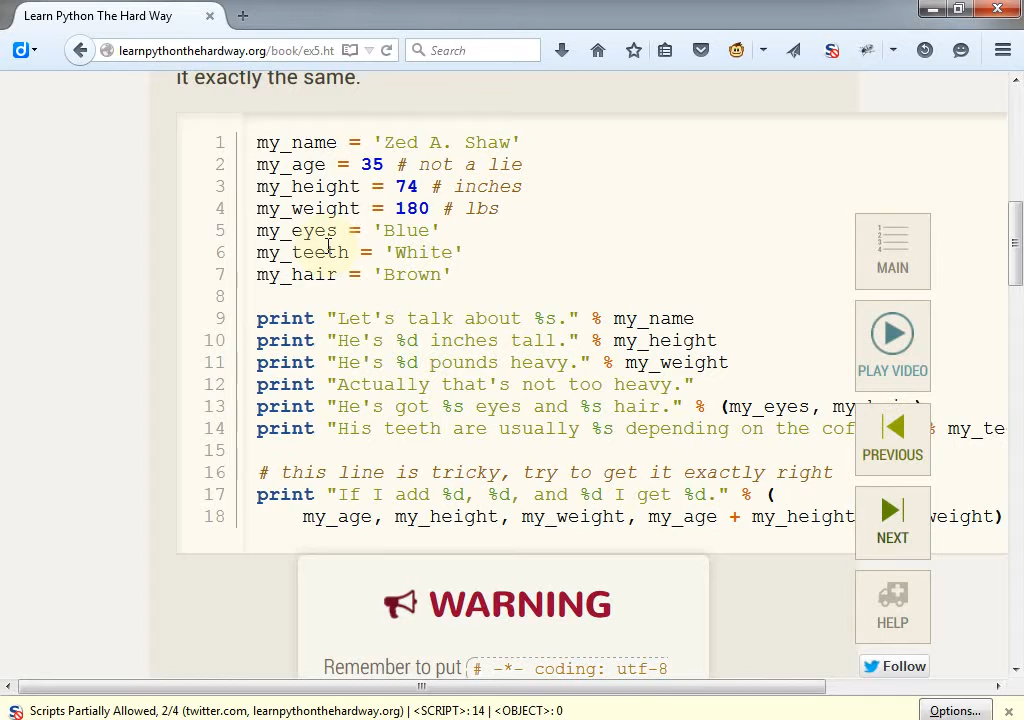 Learn Python The Hard Way
learnpythonthehardway.org/book/ex5.ht
Search
it exactly the same.
1 my_name = 'Zed A. Shaw'
2 my_age = 35 # not a lie
3 my_height = 74 # inches
4 my_weight = 180 # lbs
5 my_eyes = 'Blue'
6 my_teeth = 'White'
7 my_hair = 'Brown'
8
9 print "Let's talk about %s." % my_name
10 print "He's %d inches tall." % my_height
11 print "He's %d pounds heavy." % my_weight
12 print "Actually that's not too heavy."
13 print "He's got %s eyes and %s hair." % (my_eyes,
14 print "His teeth are usually %s depending on the cof % my_te
15
16 # this line is tricky, try to get it exactly right
17 print "If I add %d, %d, and %d I get %d." % (
18 my_age, my_height, my_weight, my_age + my_height weight)
MAIN
PLAY VIDEO
PREVIOUS
NEXT
HELP
Follow
WARNING
Remember to put # -*- coding: utf-8
Scripts Partially Allowed, 2/4 (twitter.com, learnpythonthehardway.org) | <SCRIPT>: 14 | <OBJECT>: 0
Options...